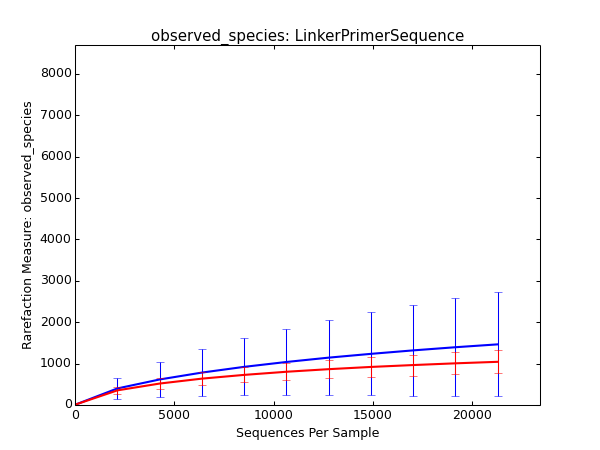 observed_species: LinkerPrimerSequence
Rarefaction Measure: observed_species
8000
7000
6000
5000
4000
3000
2000
1000
0
0 5000 10000 15000 20000
Sequences Per Sample